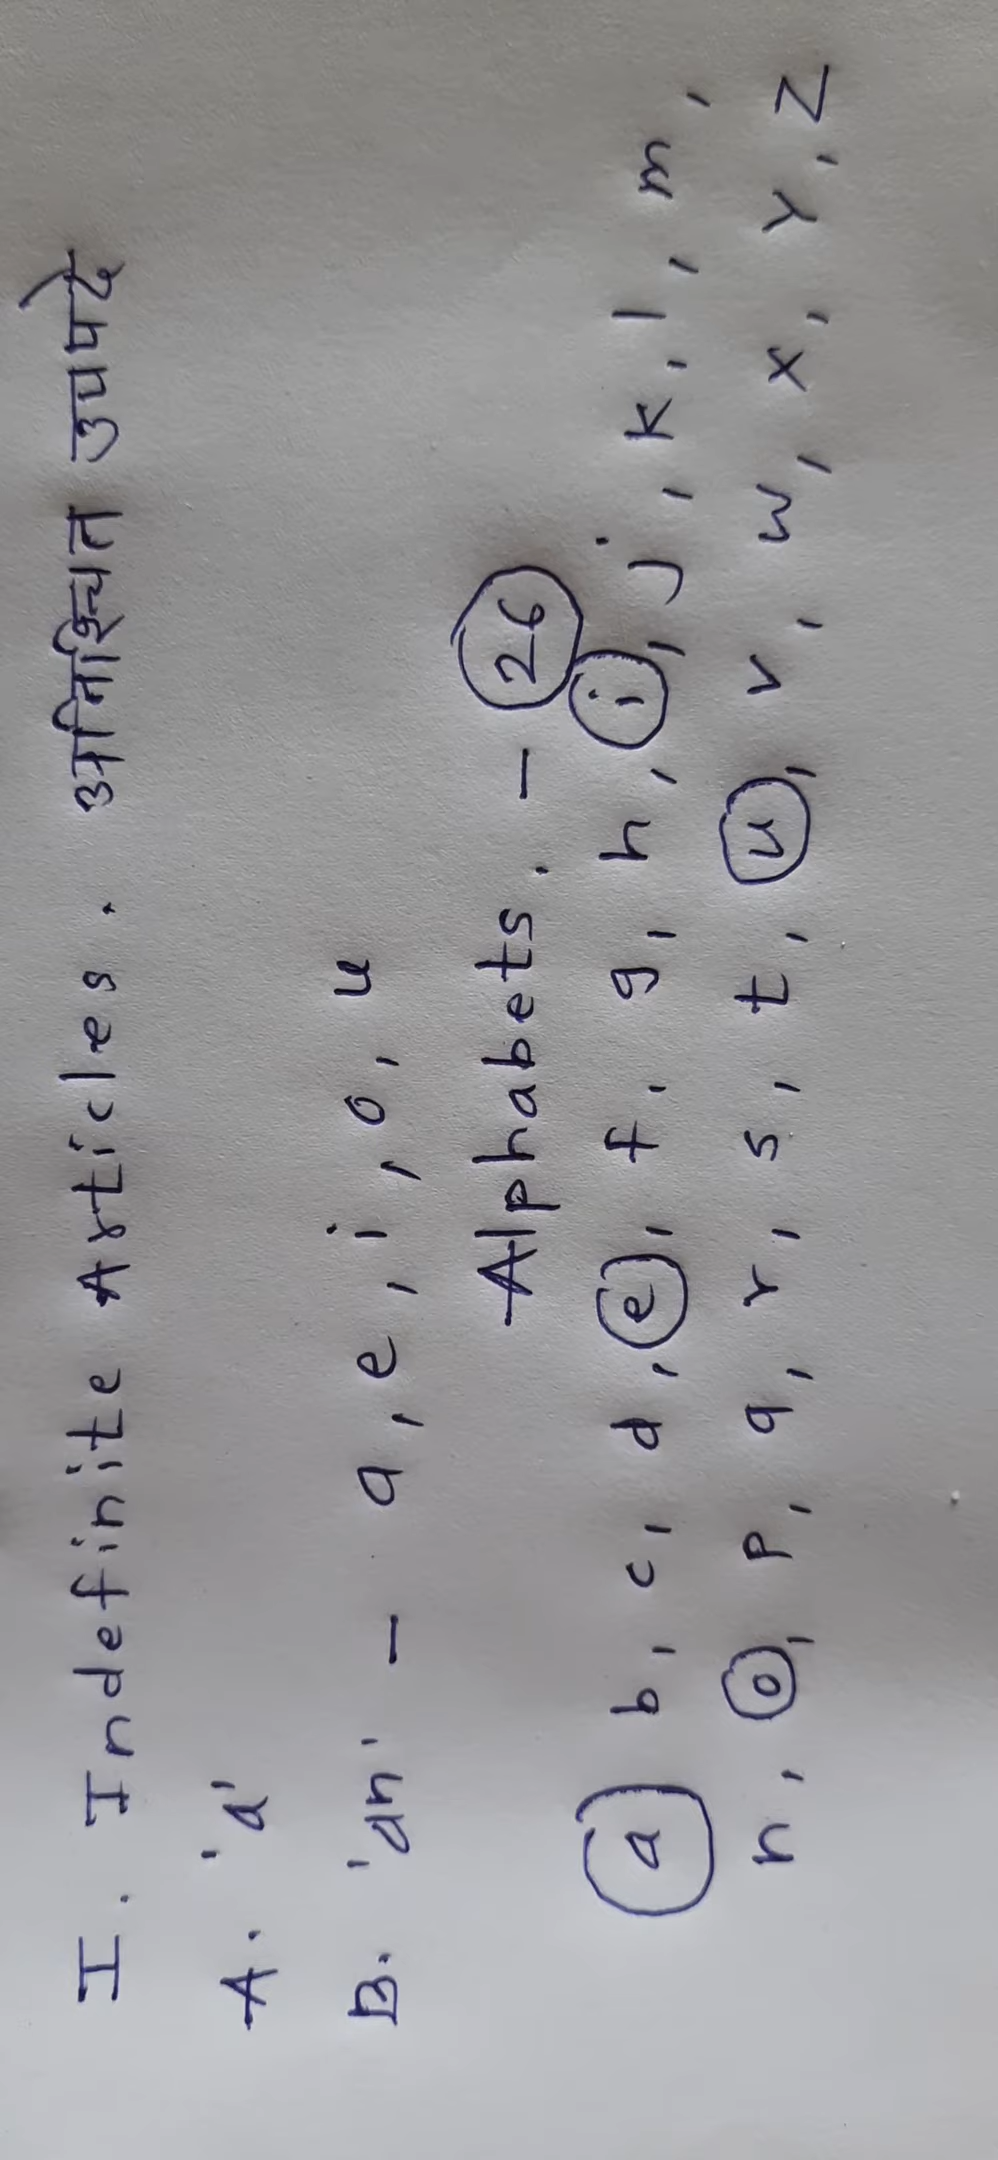 I. Indefinite Articles. अनिश्चित उपपदे
A. 'a'
B. 'an' - a, e, i, o, u
Alphabets. - 26
a b, c, d, e, f, g, h, i, j, k, l, m,
n, o, p, q, r, s, t, u, v, w, x, y, z